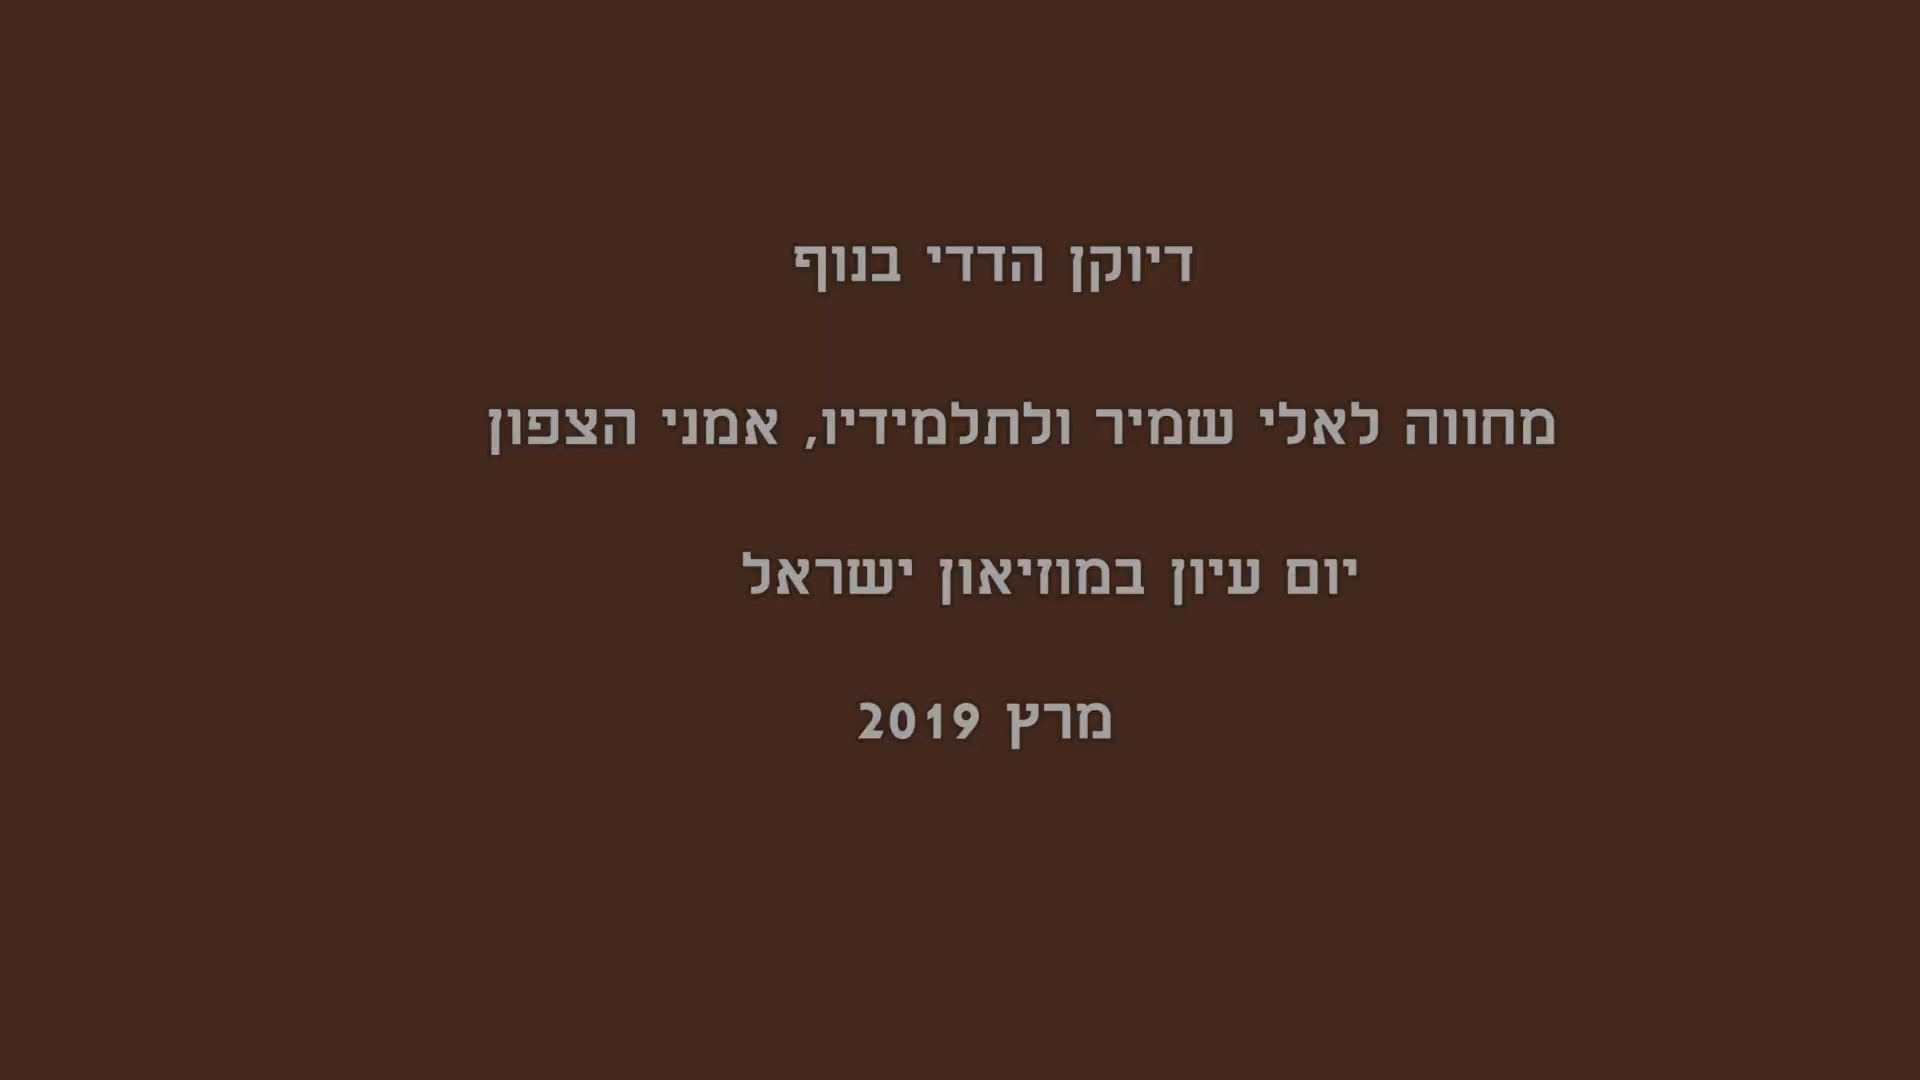 דיוקן הדדי בנוף
מחווה לאלי שמיר ולתלמידיו, אמני הצפון
יום עיון במוזיאון ישראל
מרץ 2019